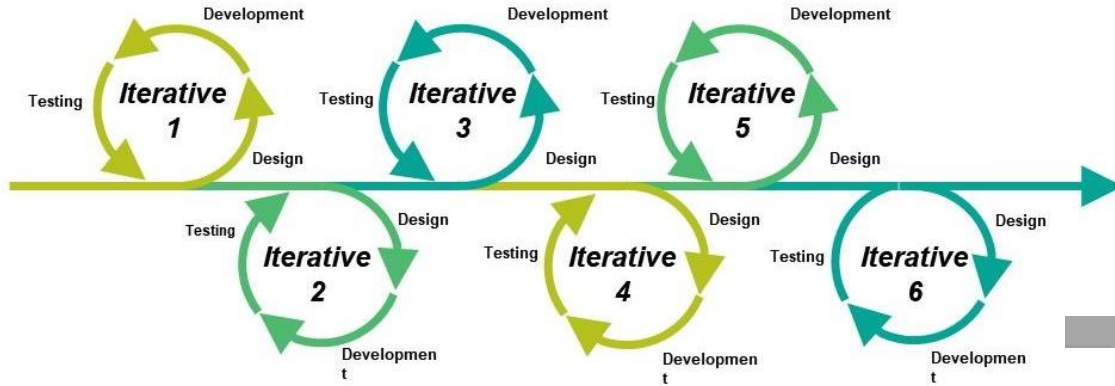 Development
Testing
Iterative
1
Design
Development
Testing
Iterative
3
Design
Development
Testing
Iterative
5
Design
Testing
Design
Iterative
2
Developmen
t
Testing
Design
Iterative
4
Developmen
t
Testing
Design
Iterative
6
Developmen
t